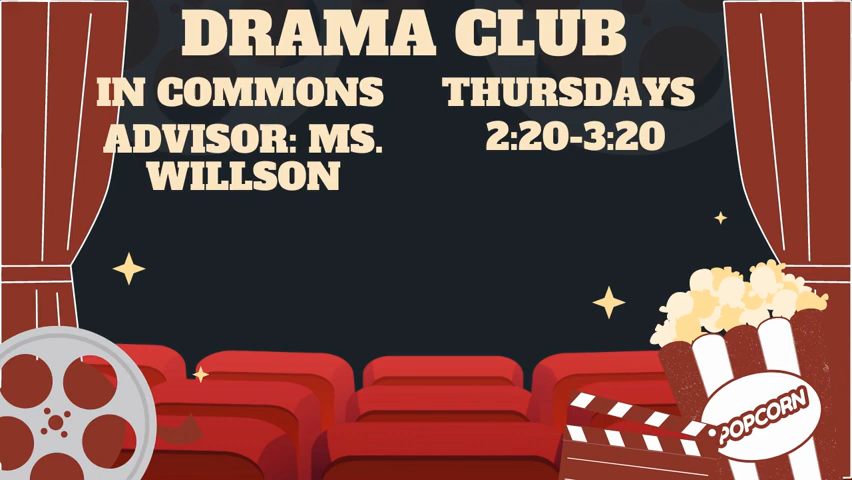 DRAMA CLUB
IN COMMONS
ADVISOR: MS.
WILLSON
THURSDAYS
2:20-3:20
POPCORN